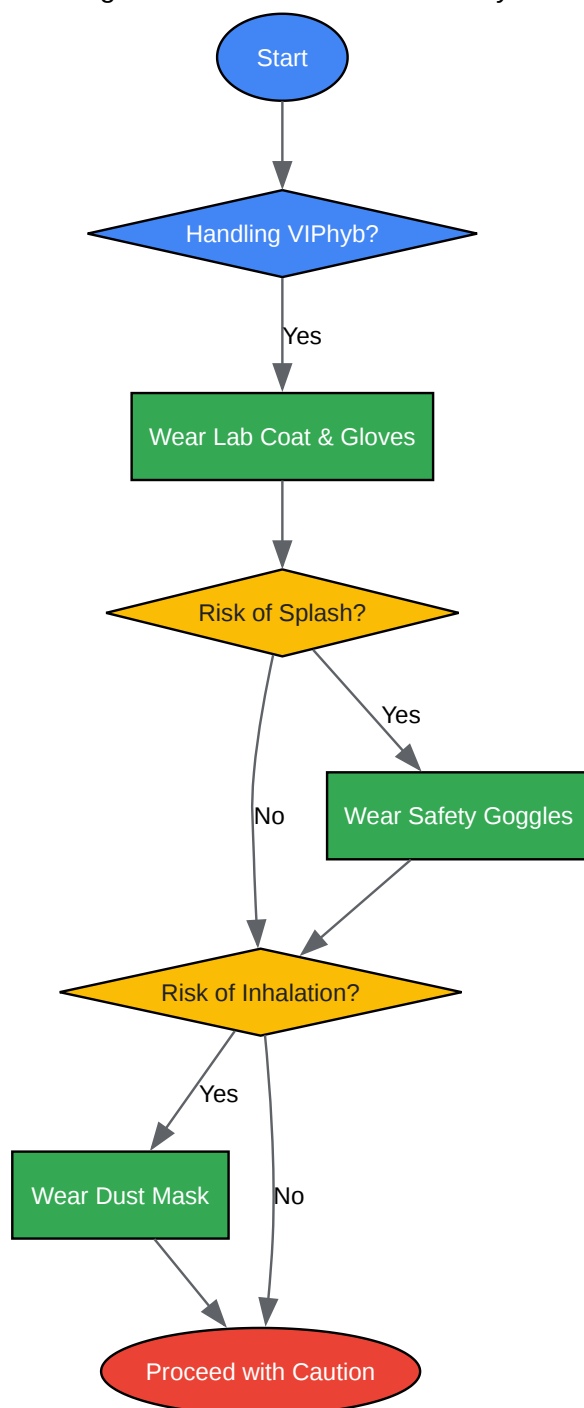 Start
Handling VIPhyb?
Yes
Wear Lab Coat & Gloves
Risk of Splash?
Yes
No
Wear Safety Goggles
Risk of Inhalation?
Yes
Wear Dust Mask
No
Proceed with Caution